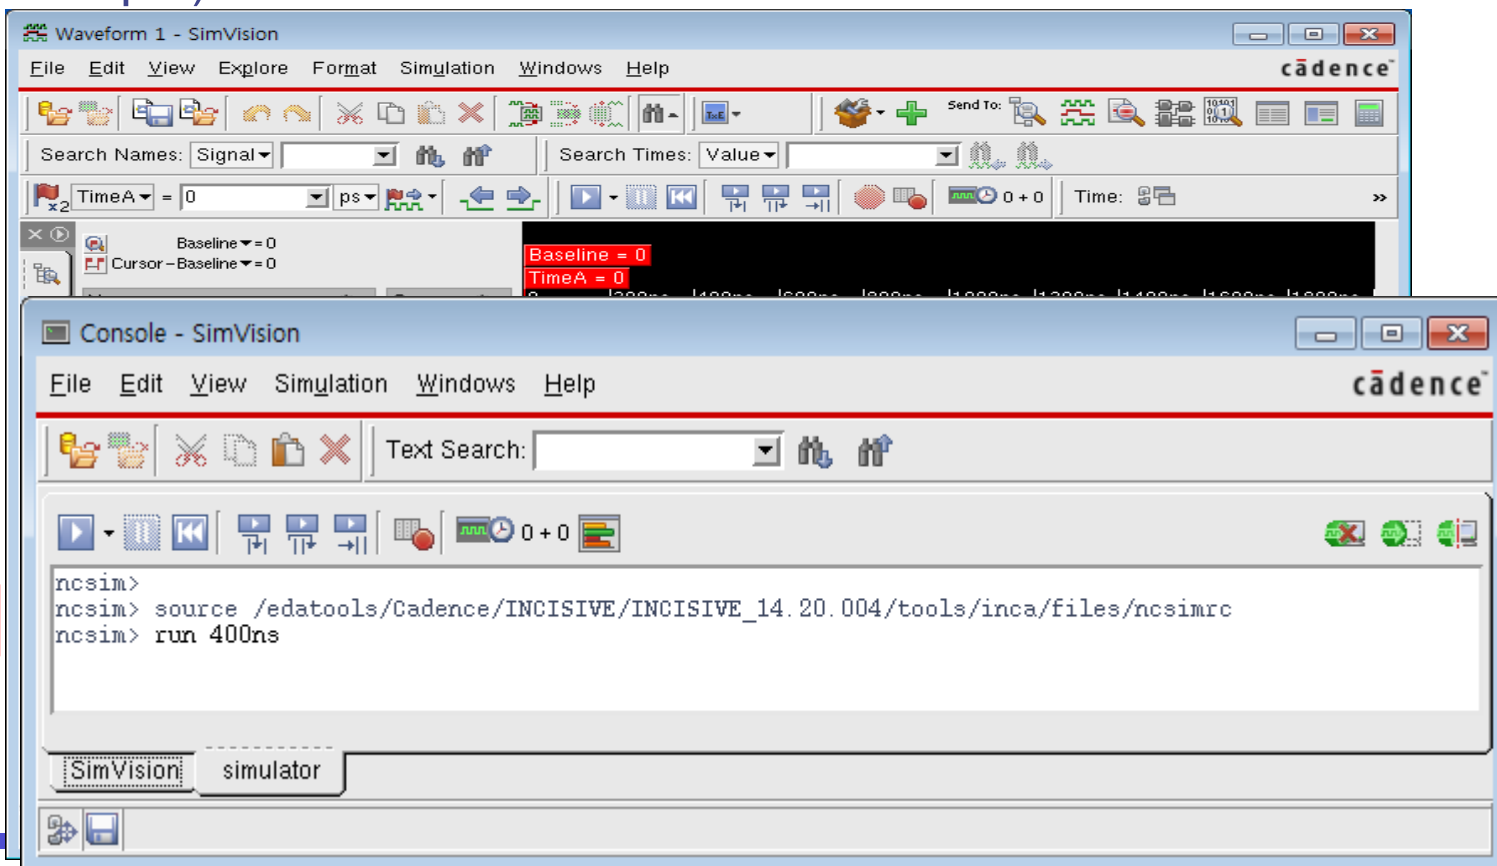 Waveform 1 - SimVision
File Edit View Explore Format Simulation Windows Help
cādence
TxE
Send To:
Search Names: Signal
Search Times: Value
x2 TimeA = 0 ps
0 + 0
Time:
»
Baseline = 0
Cursor-Baseline = 0
Baseline = 0
TimeA = 0
Console - SimVision
File Edit View Simulation Windows Help
cādence
Text Search:
0 + 0
ncsim>
ncsim> source /edatools/Cadence/INCISIVE/INCISIVE_14.20.004/tools/inca/files/ncsimrc
ncsim> run 400ns
SimVision simulator